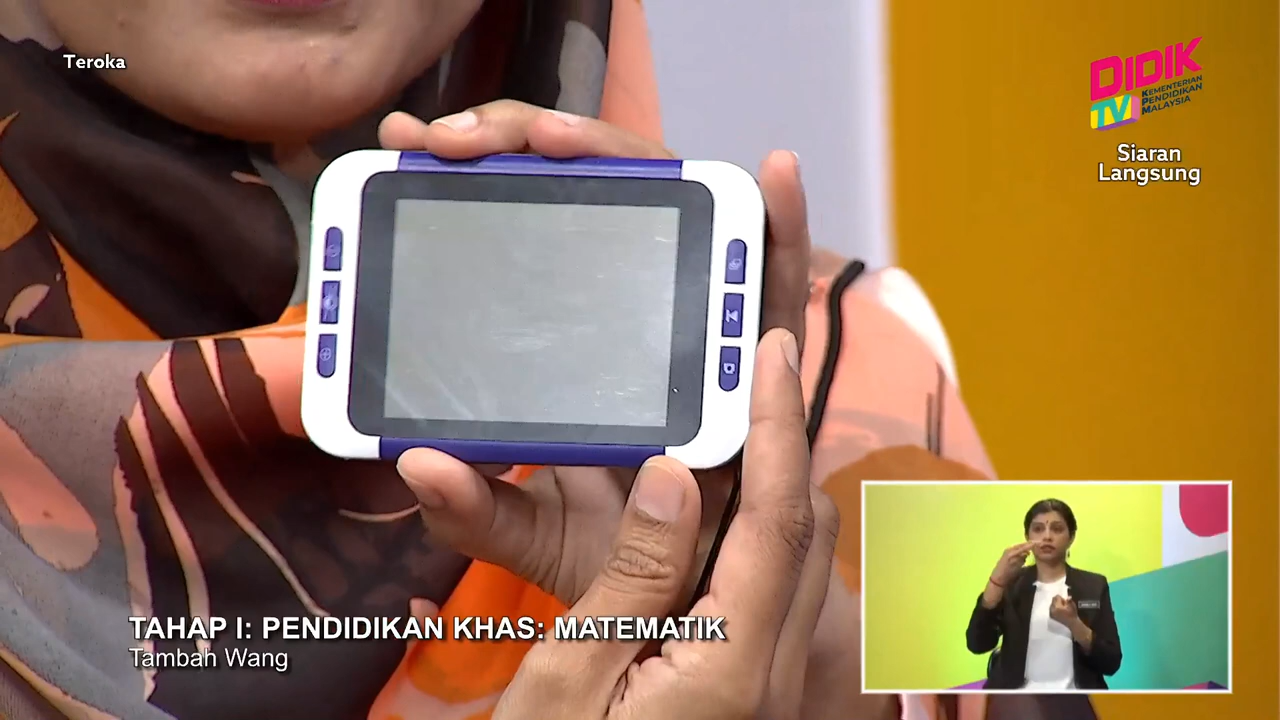 Teroka
DIDIK
TV
KEMENTERIAN
PENDIDIKAN
MALAYSIA
Siaran
Langsung
TAHAP I: PENDIDIKAN KHAS: MATEMATIK
Tambah Wang